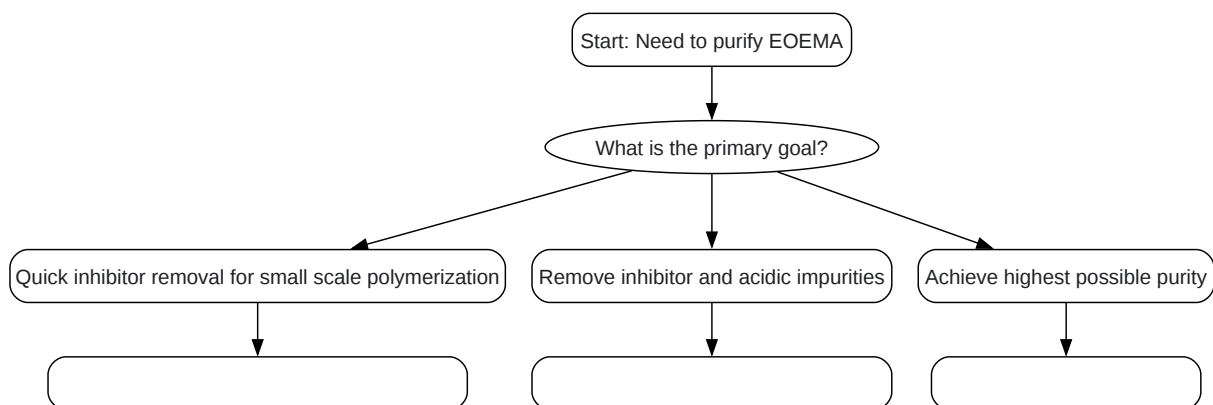 Start: Need to purify EOEMA
What is the primary goal?
Quick inhibitor removal for small scale polymerization
Remove inhibitor and acidic impurities
Achieve highest possible purity